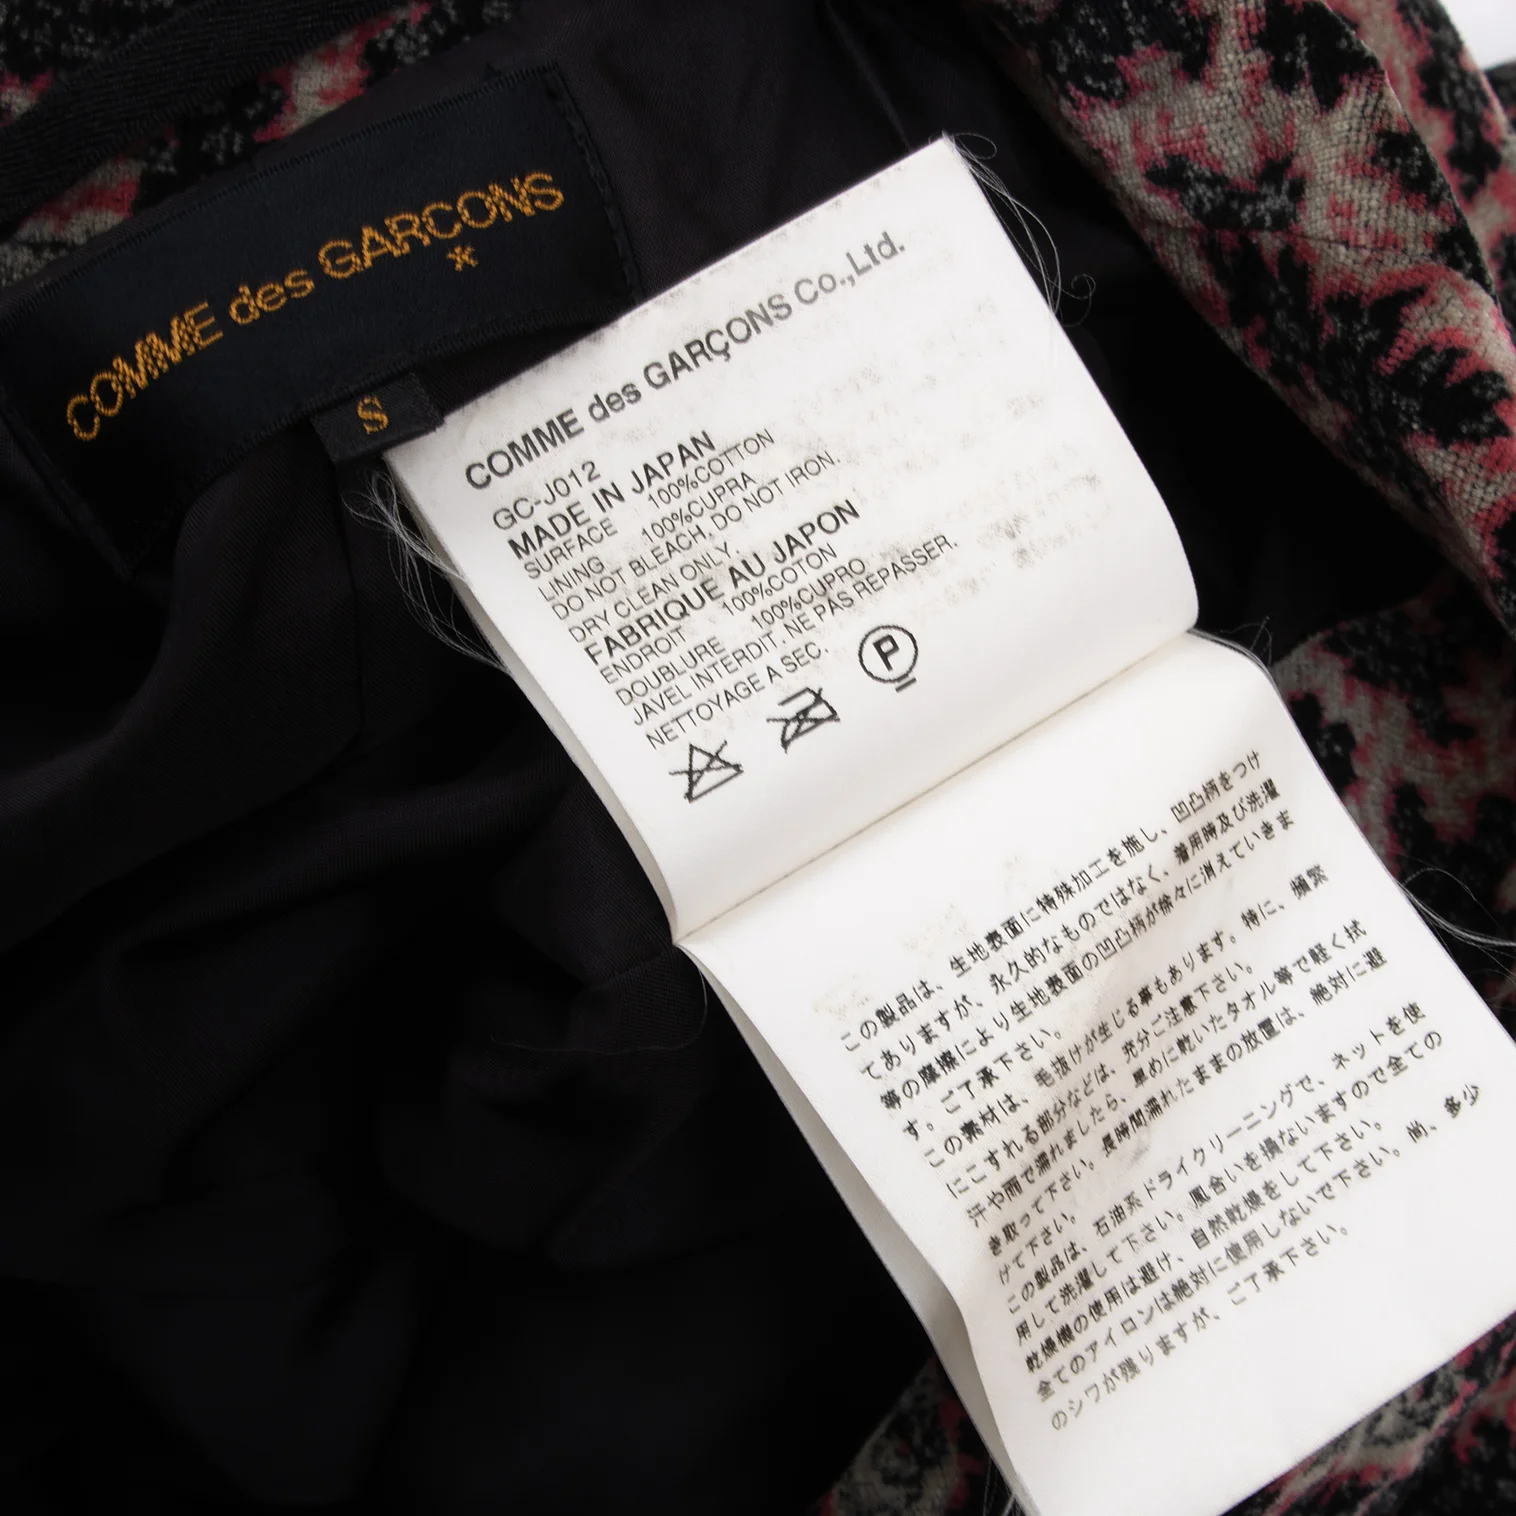 COMME des GARCONS
*
S
COMME des GARÇONS Co.,Ltd.
GC-J012
MADE IN JAPAN
SURFACE 100%COTTON
LINING 100%CUPRA
DO NOT BLEACH. DO NOT IRON.
DRY CLEAN ONLY.
FABRIQUE AU JAPON
ENDROIT 100%COTON
DOUBLURE 100%CUPRO
JAVEL INTERDIT. NE PAS REPASSER.
NETTOYAGE A SEC.
P
この製品は、生地表面に特殊加工を施し、凹凸柄をつけ
てありますが、永久的なものではなく、着用時及び洗濯
等の摩擦により生地表面の凹凸柄が徐々に消えていきま
す。ご了承下さい。
この素材は、毛抜けが生じる事もあります。特に、頻繁
にこすれる部分などは、充分ご注意下さい。
汗や雨で濡れましたら、早めに乾いたタオル等で軽く拭
き取って下さい。長時間濡れたままの放置は、絶対に避
けて下さい。
この製品は、石油系ドライクリーニングで、ネットを使
用して洗濯して下さい。風合いを損ないますので全ての
乾燥機の使用は避け、自然乾燥をして下さい。
全てのアイロンは絶対に使用しないで下さい。尚、多少
のシワが残りますが、ご了承下さい。